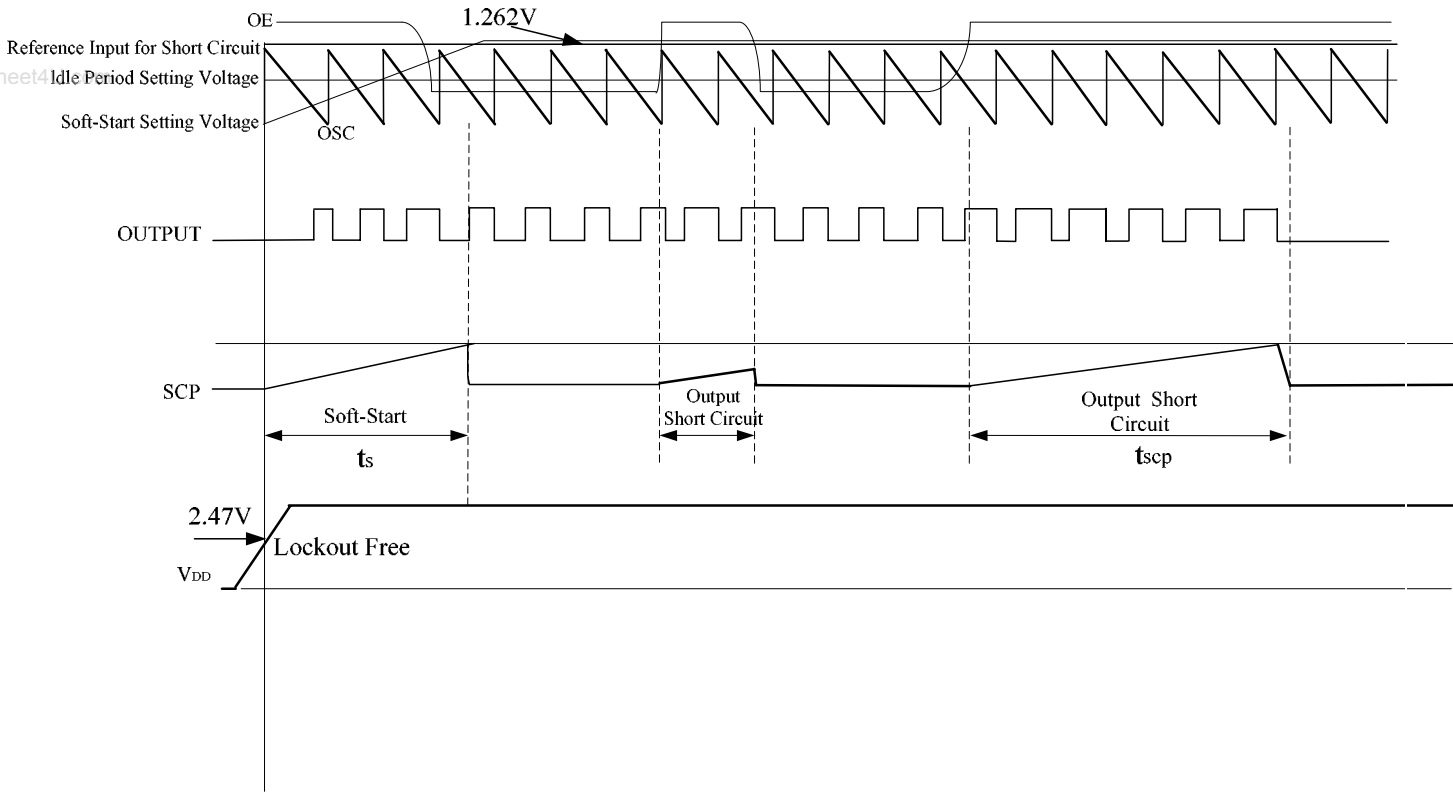 OE
1.262V
Reference Input for Short Circuit
Idle Period Setting Voltage
Soft-Start Setting Voltage
OSC
OUTPUT
SCP
Soft-Start
ts
Output
Short Circuit
Output Short
Circuit
tscp
2.47V
Lockout Free
VDD